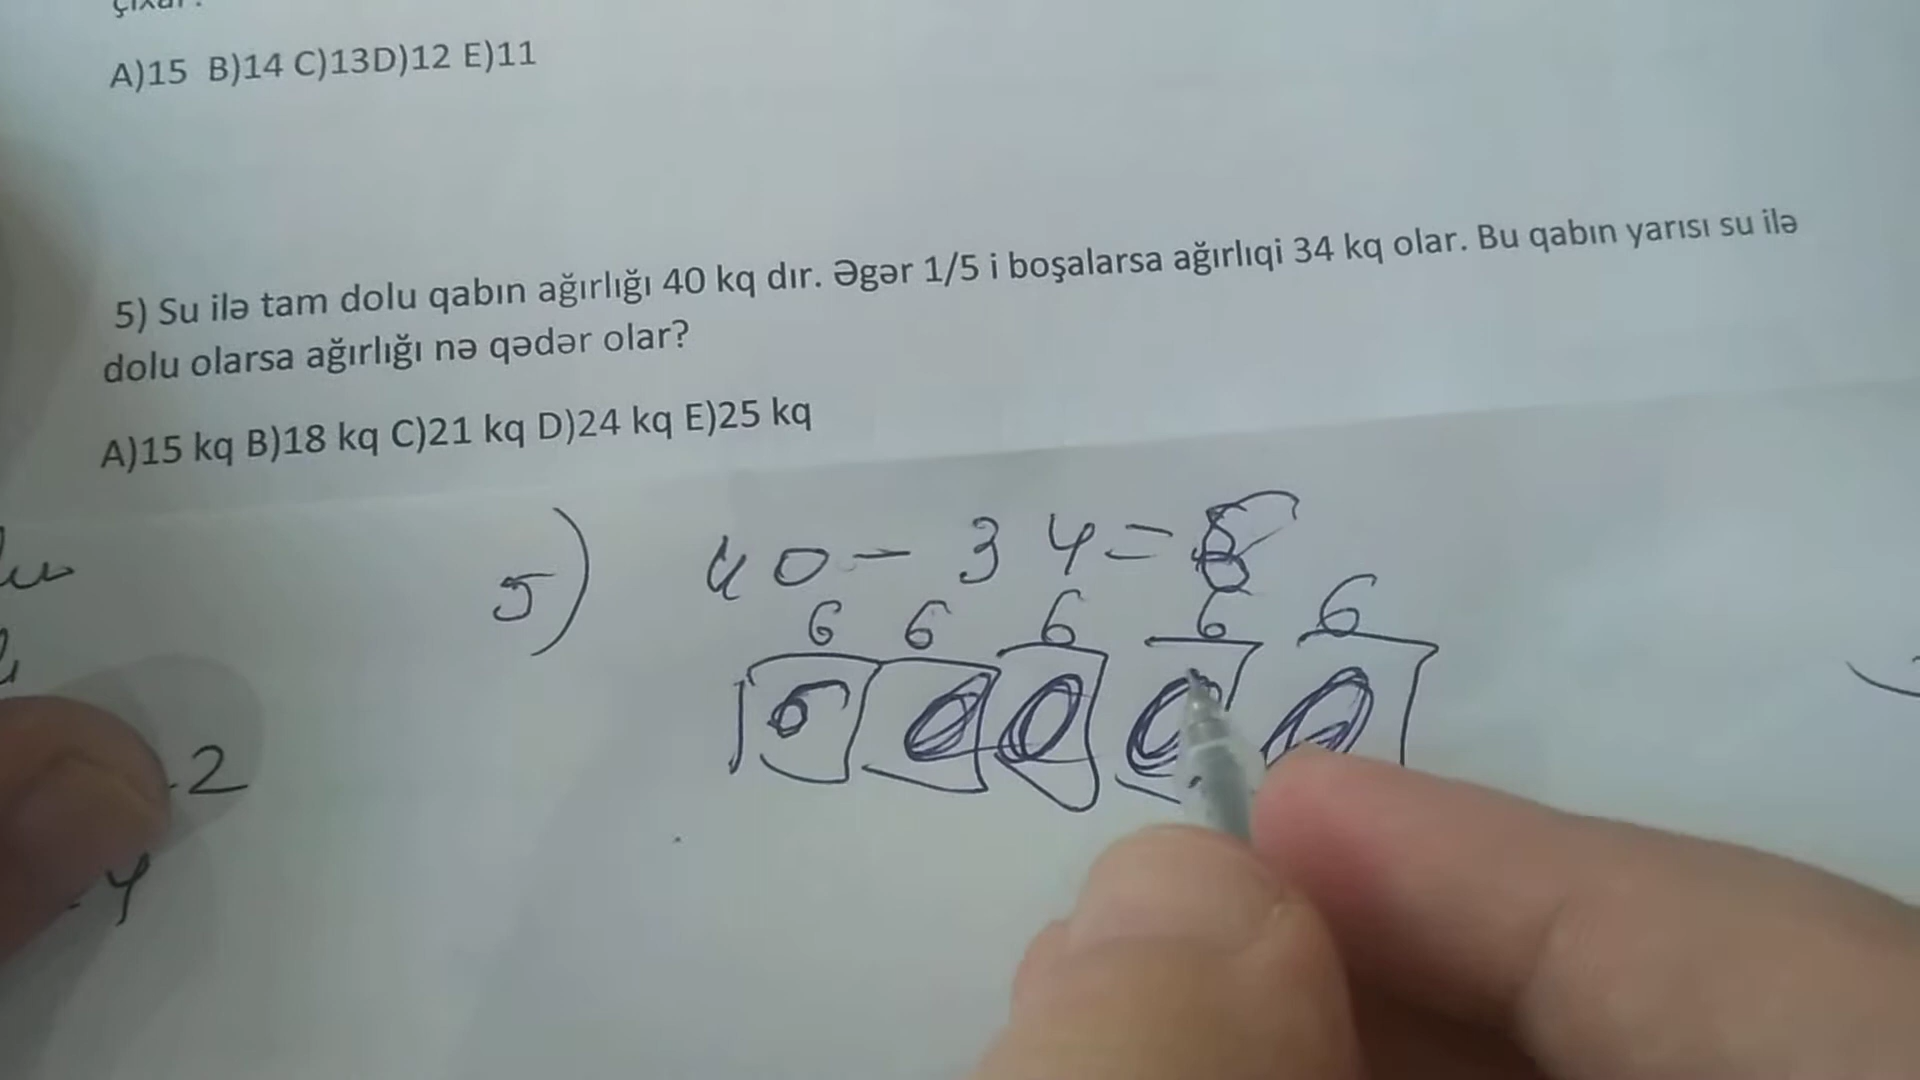 A)15 B)14 C)13D)12 E)11
5) Su ilə tam dolu qabın ağırlığı 40 kq dır. Əgər 1/5 i boşalarsa ağırlıqi 34 kq olar. Bu qabın yarısı su ilə
dolu olarsa ağırlığı nə qədər olar?
A)15 kq B)18 kq C)21 kq D)24 kq E)25 kq
5) 40 - 34 = 6
6 6 6 6 6
2
4